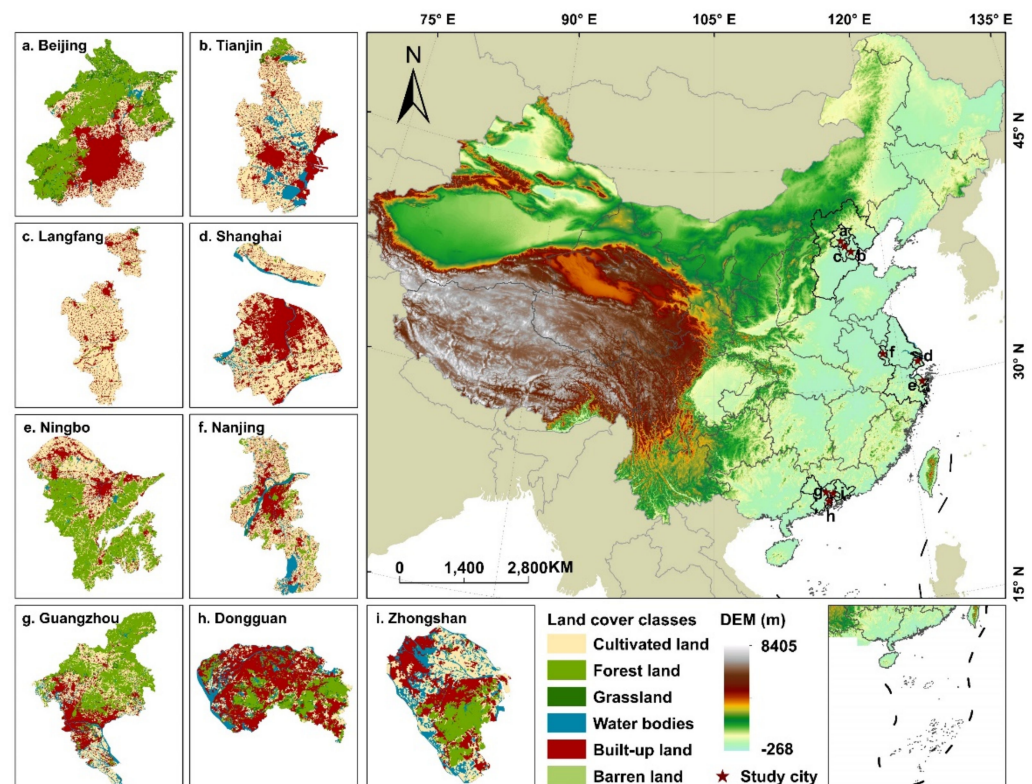 75° E 90° E 105° E 120° E 135° E
a. Beijing
b. Tianjin
N
45° N
c. Langfang
d. Shanghai
a
c b
30° N
f d
e
e. Ningbo
f. Nanjing
g i
h
0 1,400 2,800KM
15° N
g. Guangzhou
h. Dongguan
i. Zhongshan
Land cover classes
Cultivated land
Forest land
Grassland
Water bodies
Built-up land
Barren land
DEM (m)
8405
-268
Study city